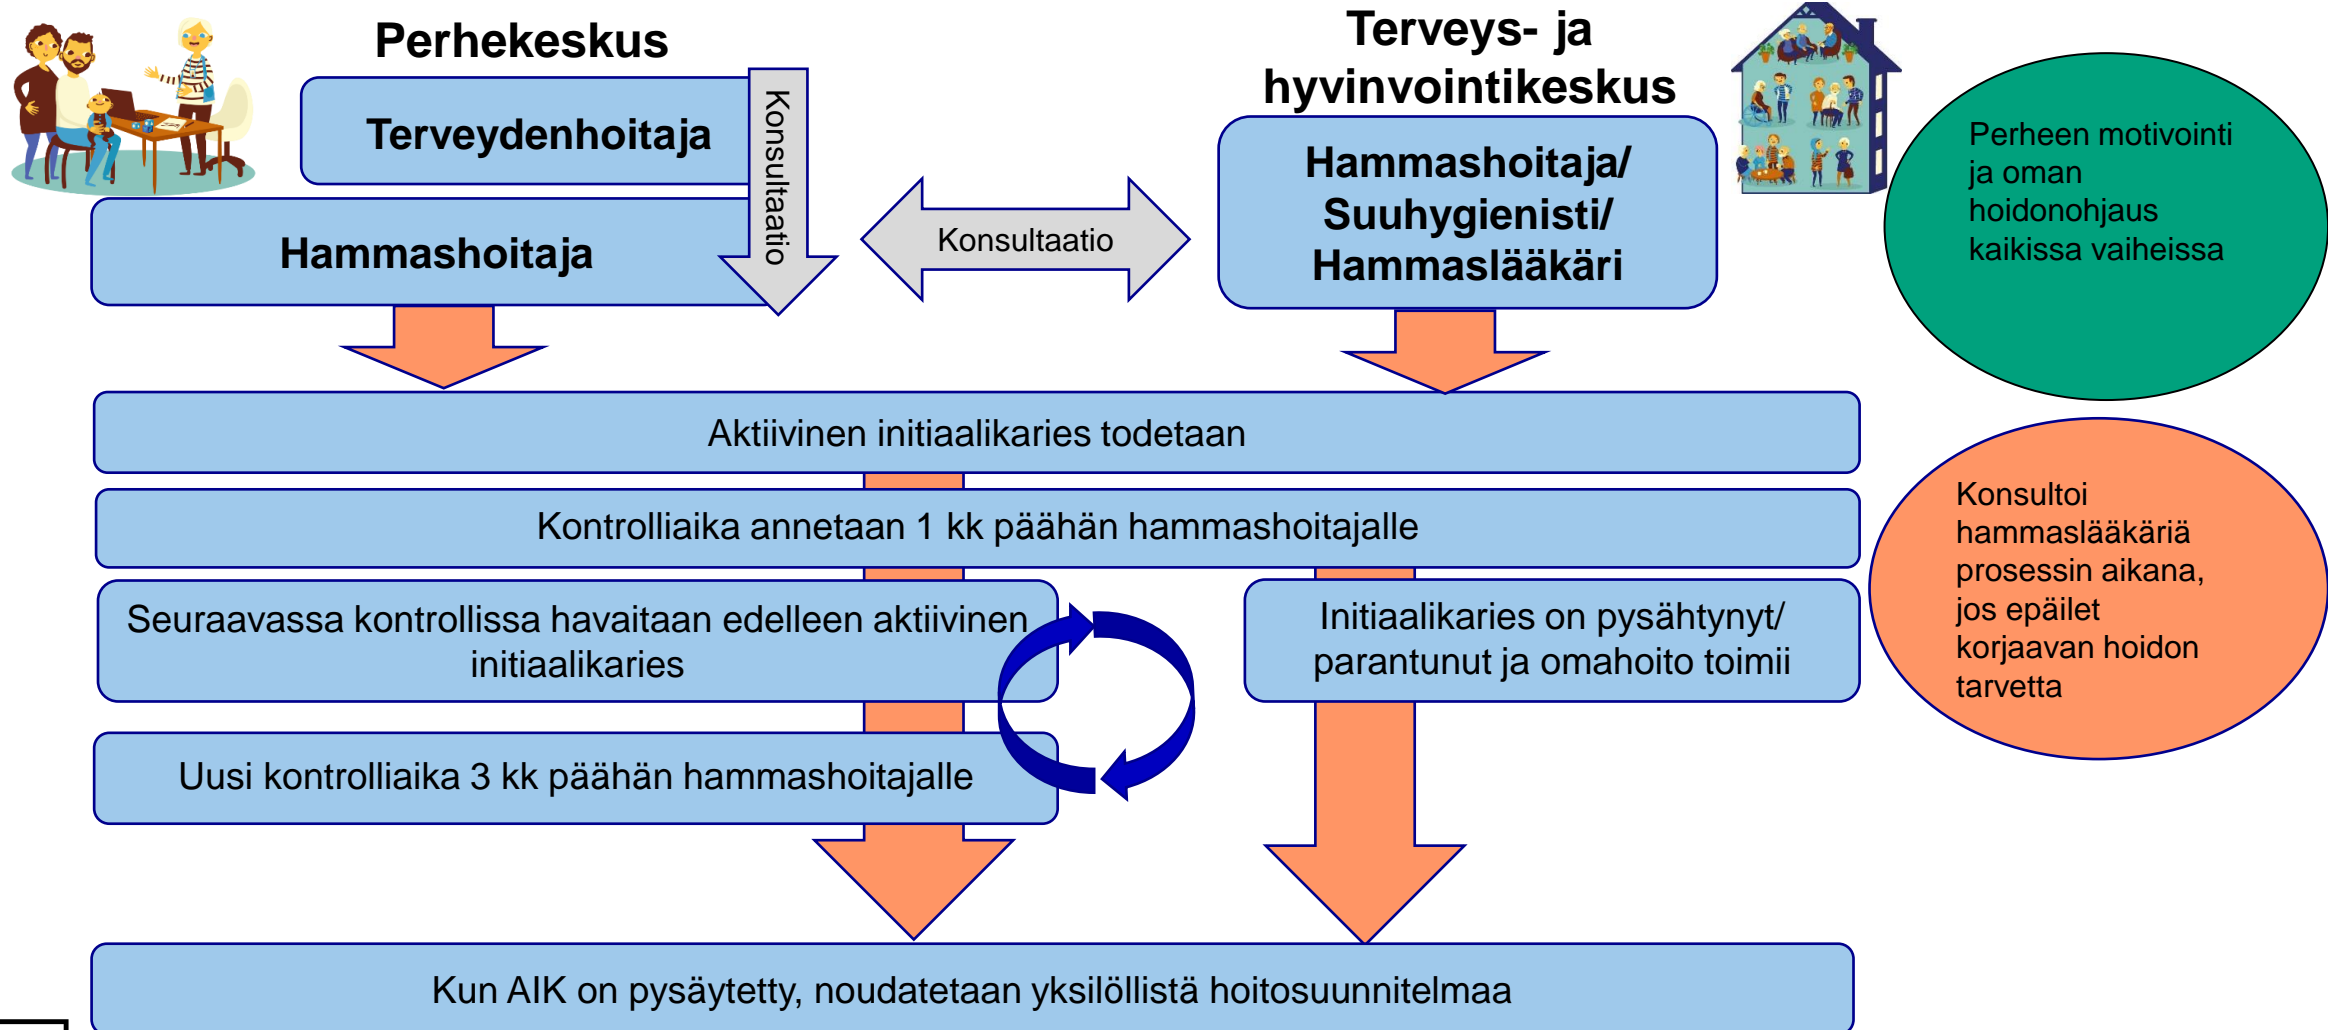 Perhekeskus
Terveydenhoitaja
Konsultaatio
Hammashoitaja
Konsultaatio
Terveys- ja
hyvinvointikeskus
Hammashoitaja/
Suuhygienisti/
Hammaslääkäri
Perheen motivointi
ja oman
hoidonohjaus
kaikissa vaiheissa
Aktiivinen initiaalikaries todetaan
Kontrolliaika annetaan 1 kk päähän hammashoitajalle
Seuraavassa kontrollissa havaitaan edelleen aktiivinen
initiaalikaries
Initiaalikaries on pysähtynyt/
parantunut ja omahoito toimii
Konsultoi
hammaslääkäriä
prosessin aikana,
jos epäilet
korjaavan hoidon
tarvetta
Uusi kontrolliaika 3 kk päähän hammashoitajalle
Kun AIK on pysäytetty, noudatetaan yksilöllistä hoitosuunnitelmaa